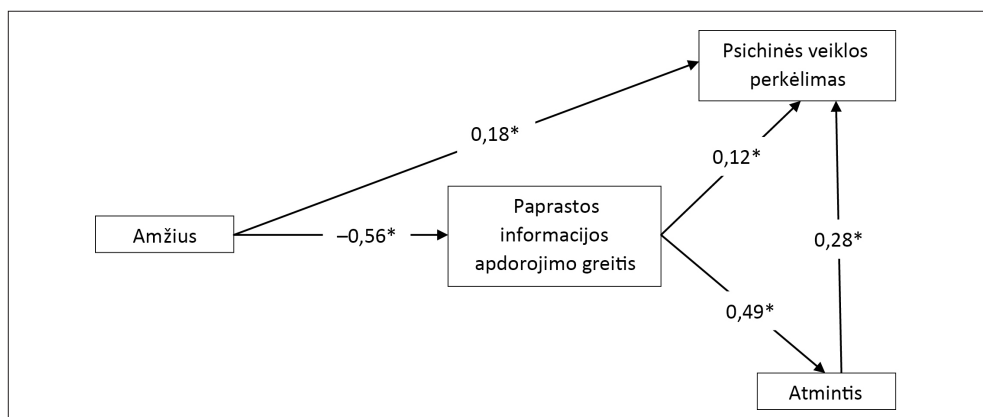 Psichinės veiklos
perkėlimas
0,18*
0,12*
Paprastos
informacijos
apdorojimo greitis
Amžius
–0,56*
0,28*
0,49*
Atmintis